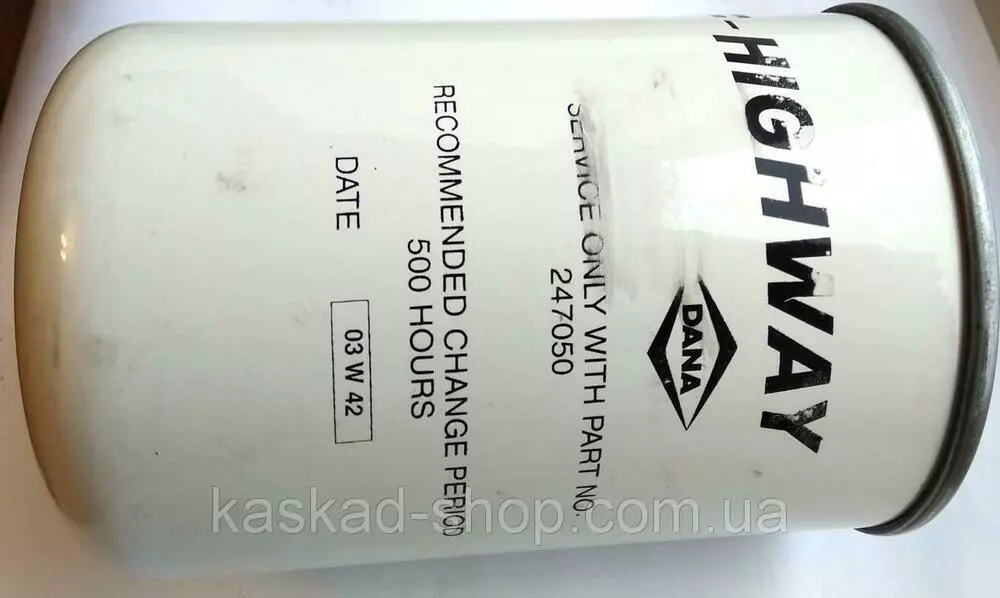 -HIGHWAY
DANA
SERVICE ONLY WITH PART NO.
247050
RECOMMENDED CHANGE PERIOD
500 HOURS
DATE 03 W 42
kaskad-shop.com.ua